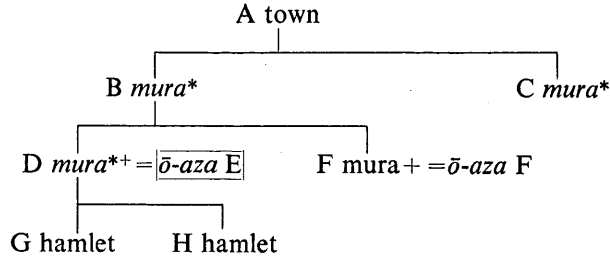 A town
B mura* C mura*
D mura*+ = ō-aza E F mura+ =ō-aza F
G hamlet H hamlet